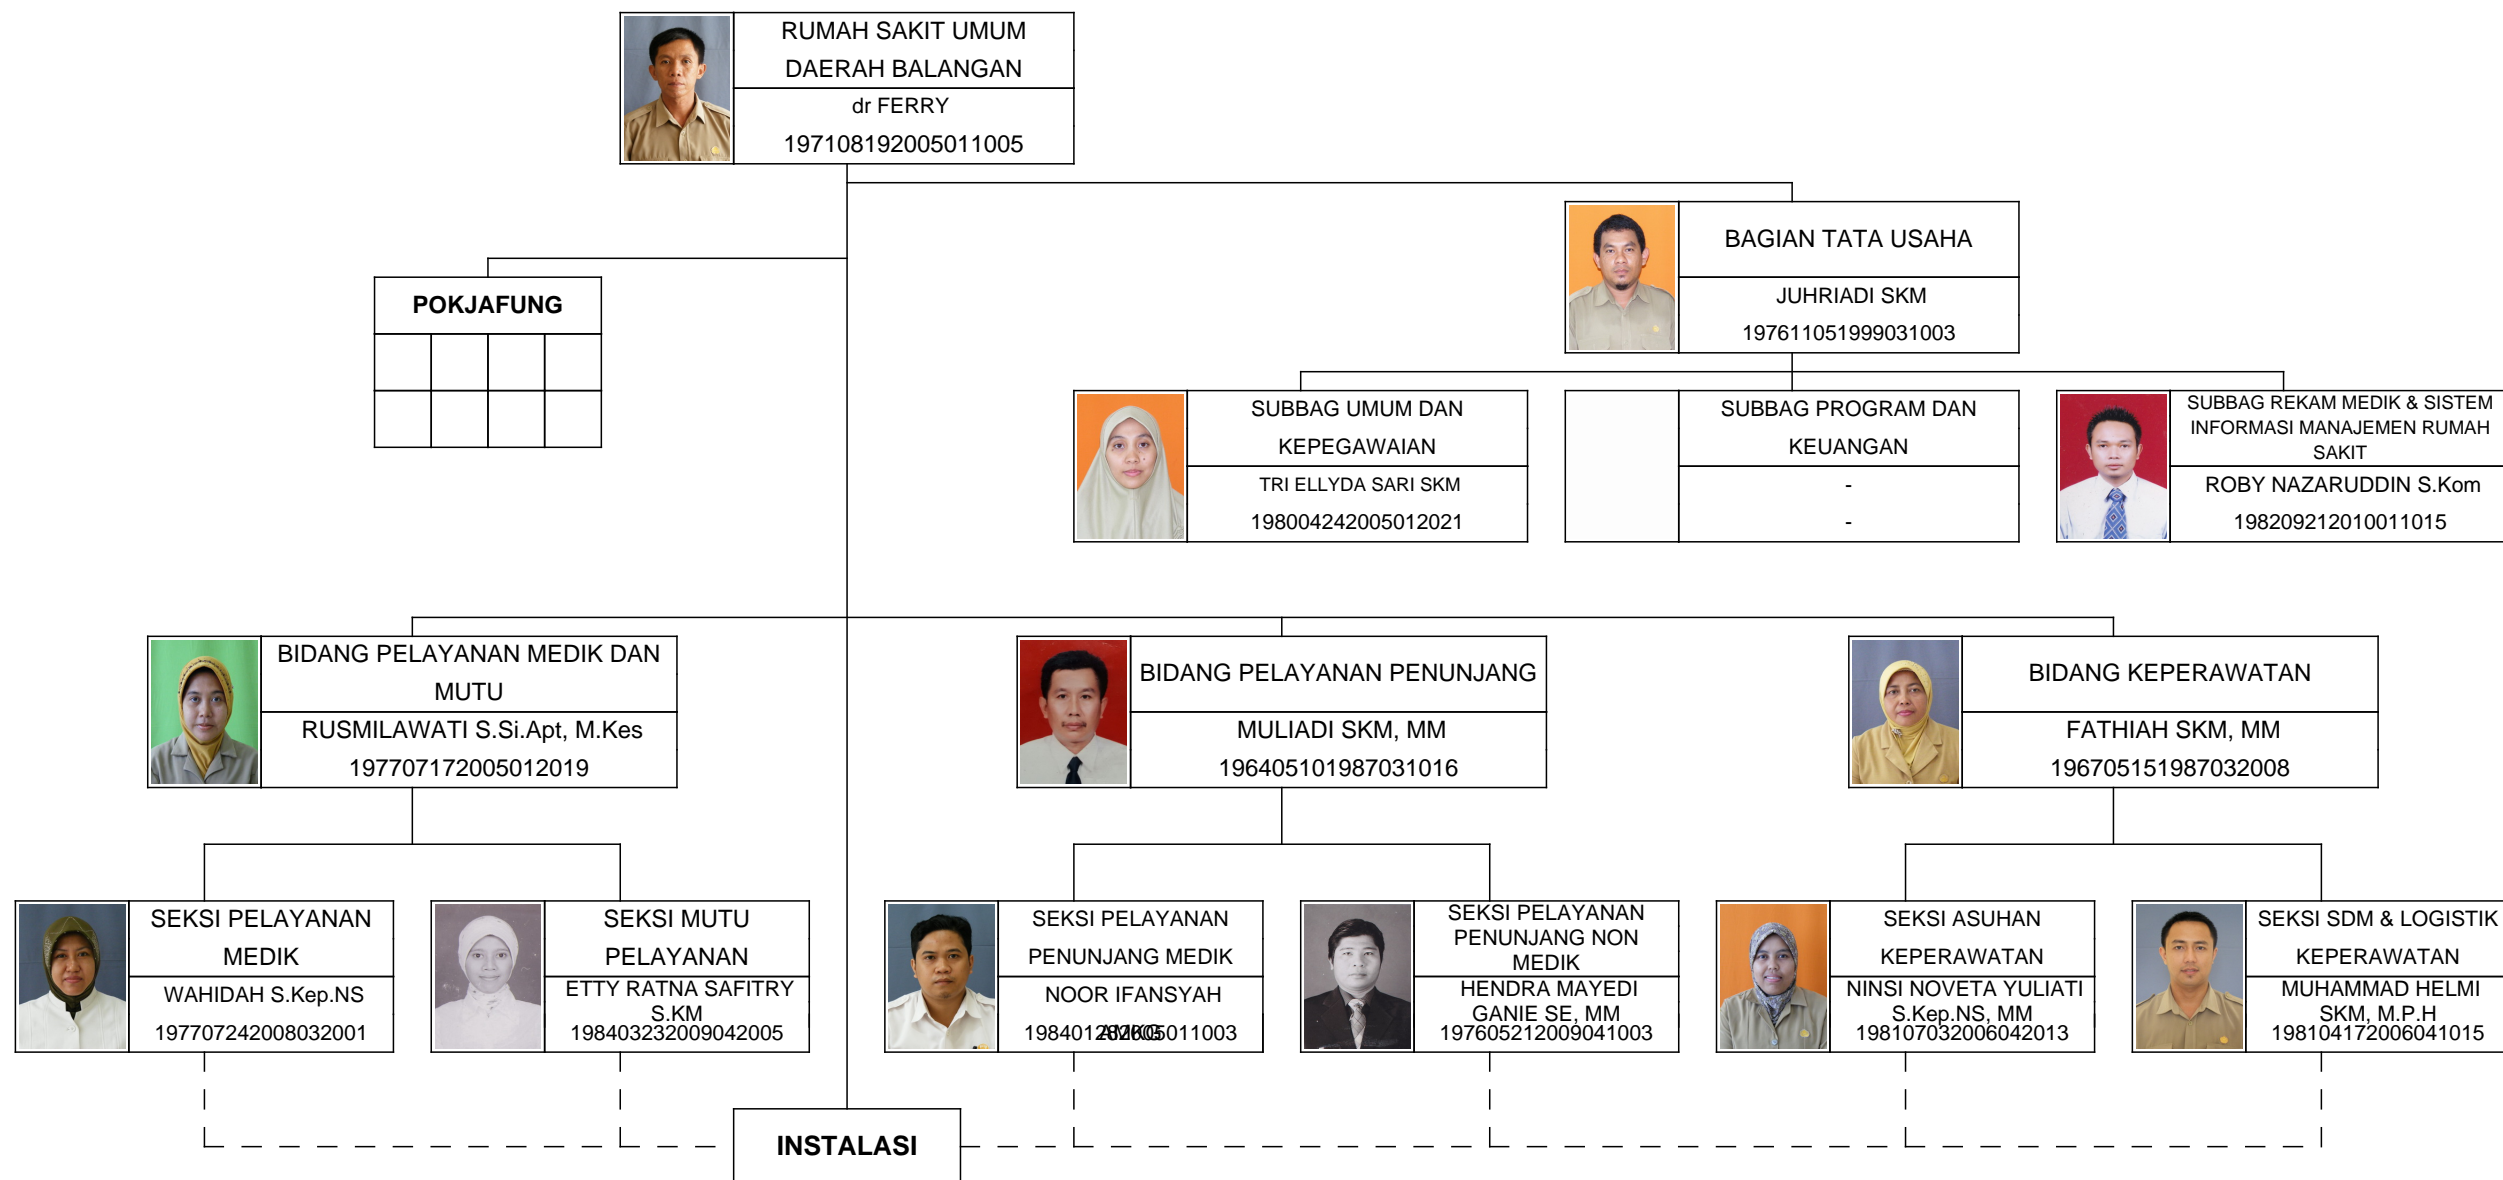 RUMAH SAKIT UMUM
DAERAH BALANGAN
dr FERRY
197108192005011005
BAGIAN TATA USAHA
JUHRIADI SKM
197611051999031003
POKJAFUNG
SUBBAG UMUM DAN
KEPEGAWAIAN
TRI ELLYDA SARI SKM
198004242005012021
SUBBAG PROGRAM DAN
KEUANGAN
-
-
SUBBAG REKAM MEDIK & SISTEM
INFORMASI MANAJEMEN RUMAH
SAKIT
ROBY NAZARUDDIN S.Kom
198209212010011015
BIDANG PELAYANAN MEDIK DAN
MUTU
RUSMILAWATI S.Si.Apt, M.Kes
197707172005012019
BIDANG PELAYANAN PENUNJANG
MULIADI SKM, MM
196405101987031016
BIDANG KEPERAWATAN
FATHIAH SKM, MM
196705151987032008
SEKSI PELAYANAN
MEDIK
WAHIDAH S.Kep.NS
197707242008032001
SEKSI MUTU
PELAYANAN
ETTY RATNA SAFITRY
S.KM
198403232009042005
SEKSI PELAYANAN
PENUNJANG MEDIK
NOOR IFANSYAH
SEKSI PELAYANAN
PENUNJANG NON
MEDIK
HENDRA MAYEDI
GANIE SE, MM
197605212009041003
SEKSI ASUHAN
KEPERAWATAN
NINSI NOVETA YULIATI
S.Kep.NS, MM
198107032006042013
SEKSI SDM & LOGISTIK
KEPERAWATAN
MUHAMMAD HELMI
SKM, M.P.H
198104172006041015
INSTALASI